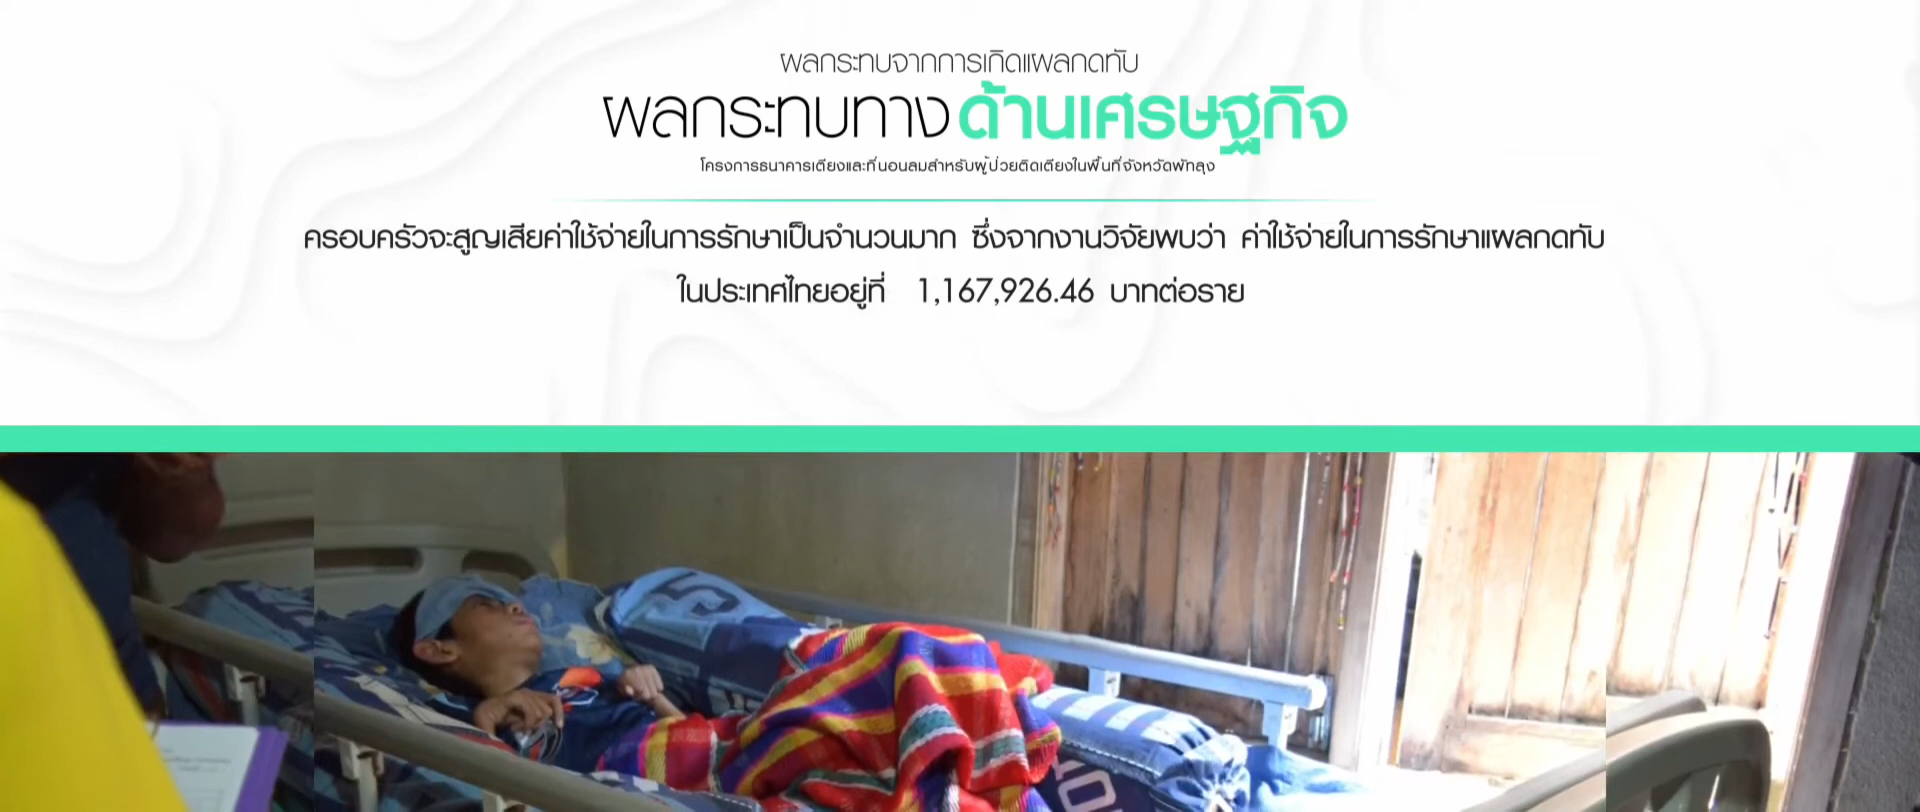 ผลกระทบจากการเกิดแผลกดทับ
ผลกระทบทางด้านเศรษฐกิจ
โครงการธนาคารเตียงและที่นอนลมสำหรับผู้ป่วยติดเตียงในพื้นที่จังหวัดพัทลุง
ครอบครัวจะสูญเสียค่าใช้จ่ายในการรักษาเป็นจำนวนมาก ซึ่งจากงานวิจัยพบว่า ค่าใช้จ่ายในการรักษาแผลกดทับ
ในประเทศไทยอยู่ที่ 1,167,926.46 บาทต่อราย